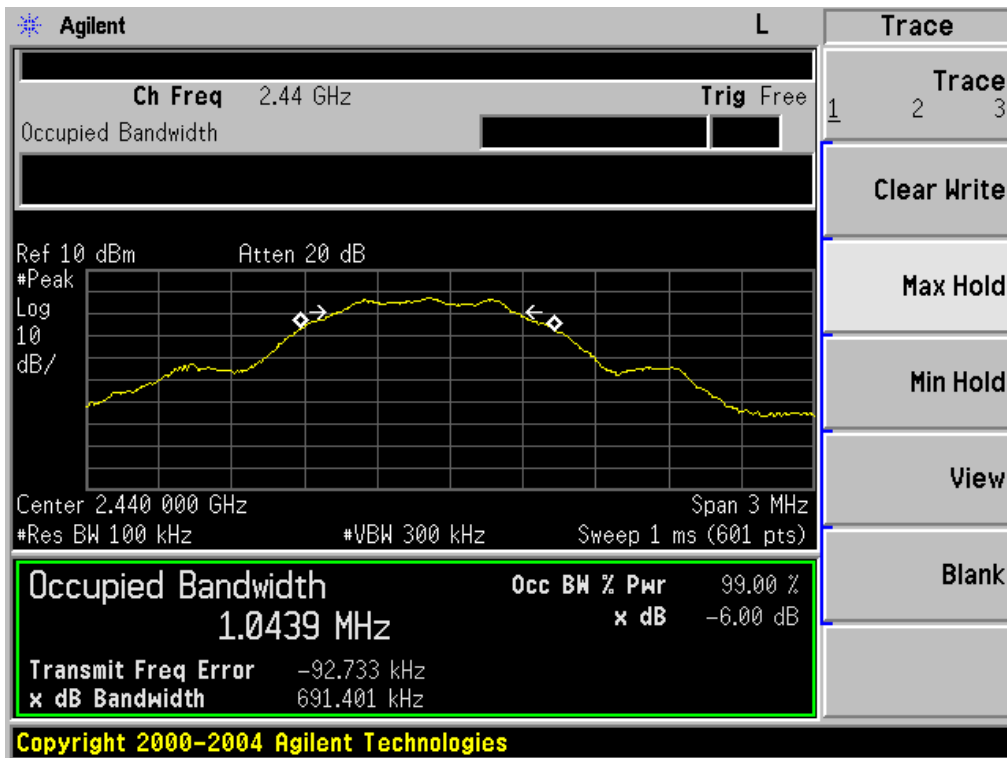 Agilent L Trace
Ch Freq 2.44 GHz Trig Free
Occupied Bandwidth
Ref 10 dBm Atten 20 dB
#Peak
Log
10
dB/
Center 2.440 000 GHz Span 3 MHz
#Res BW 100 kHz #VBW 300 kHz Sweep 1 ms (601 pts)
Occupied Bandwidth Occ BW % Pwr 99.00 %
1.0439 MHz x dB -6.00 dB
Transmit Freq Error -92.733 kHz
x dB Bandwidth 691.401 kHz
Copyright 2000-2004 Agilent Technologies
Trace
1 2 3
Clear Write
Max Hold
Min Hold
View
Blank